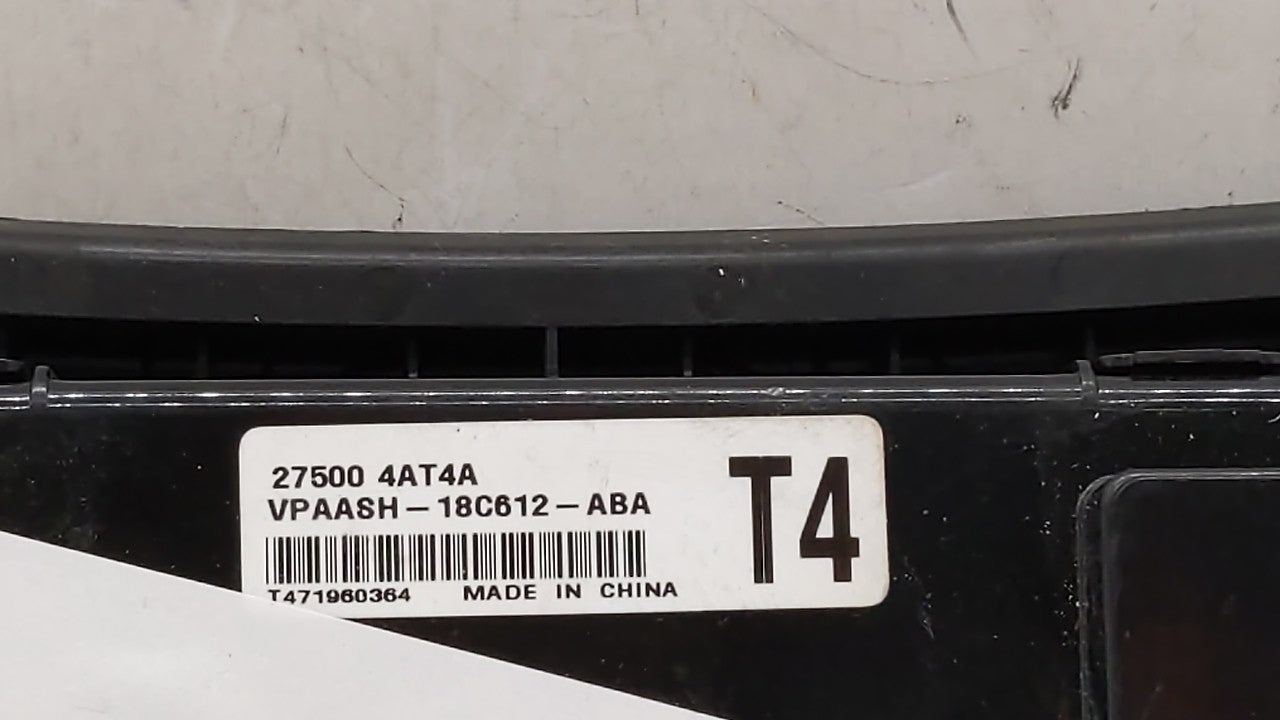 27500 4AT4A
VPAASH-18C612-ABA
T4
T471960364 MADE IN CHINA